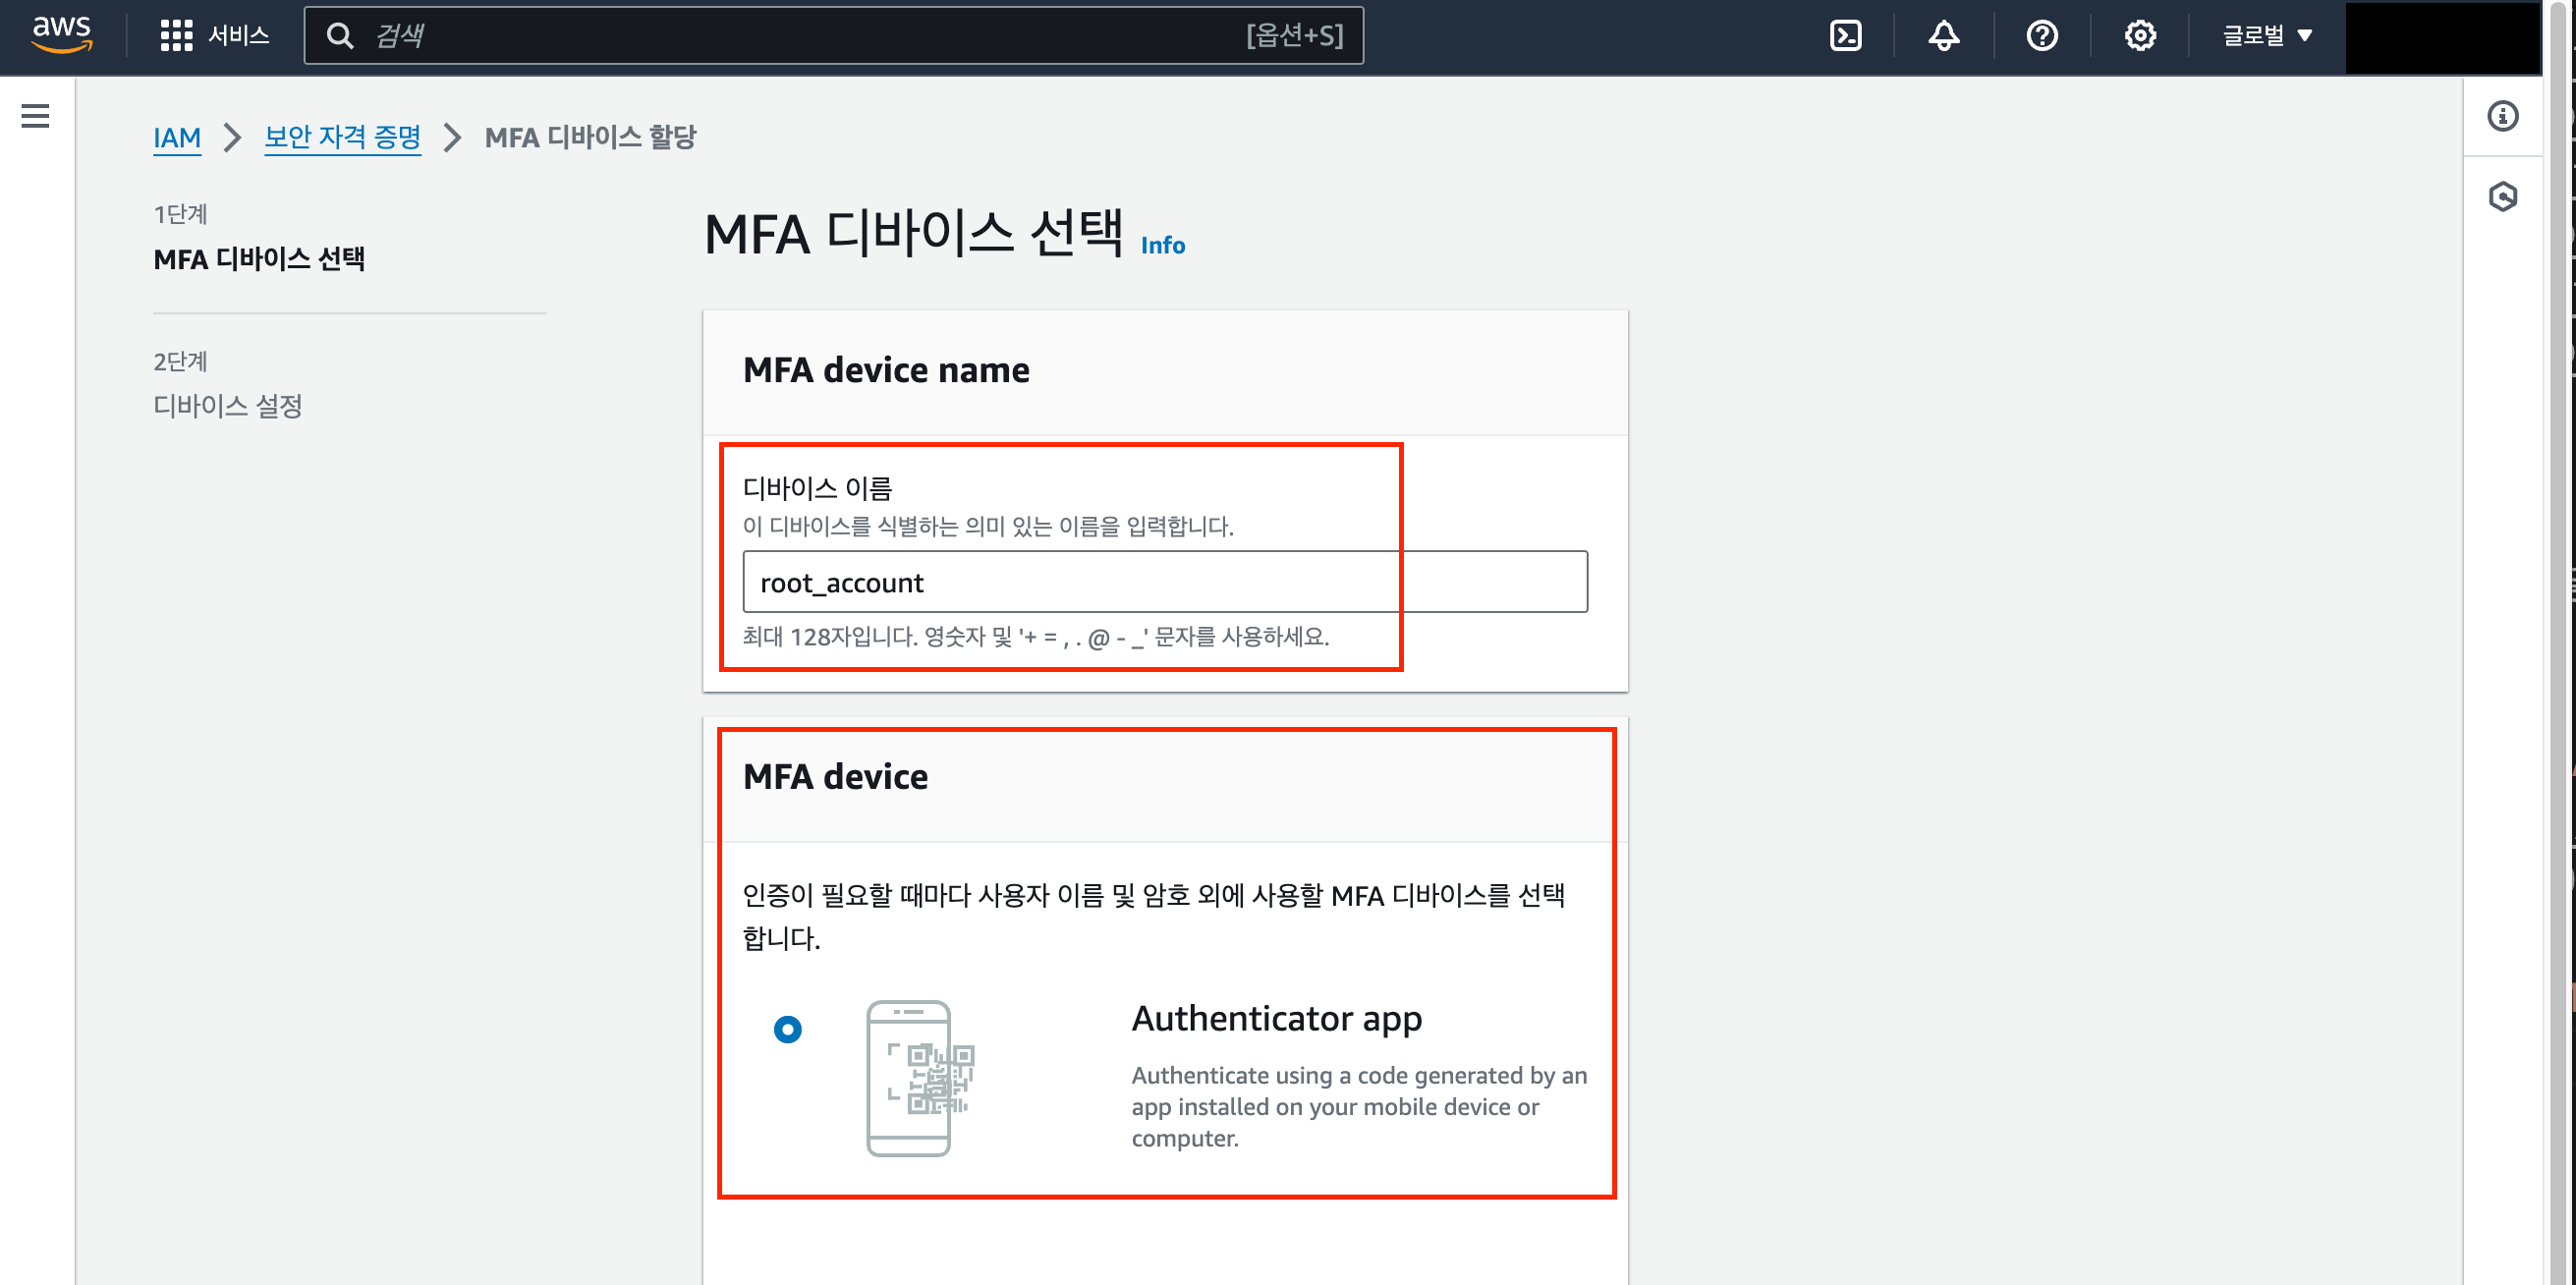 aws
서비스
검색
[옵션+S]
글로벌
IAM
보안 자격 증명
MFA 디바이스 할당
1단계
MFA 디바이스 선택
2단계
디바이스 설정
MFA 디바이스 선택 Info
MFA device name
디바이스 이름
이 디바이스를 식별하는 의미 있는 이름을 입력합니다.
root_account
최대 128자입니다. 영숫자 및 '+ = , . @ - _' 문자를 사용하세요.
MFA device
인증이 필요할 때마다 사용자 이름 및 암호 외에 사용할 MFA 디바이스를 선택
합니다.
Authenticator app
Authenticate using a code generated by an
app installed on your mobile device or
computer.